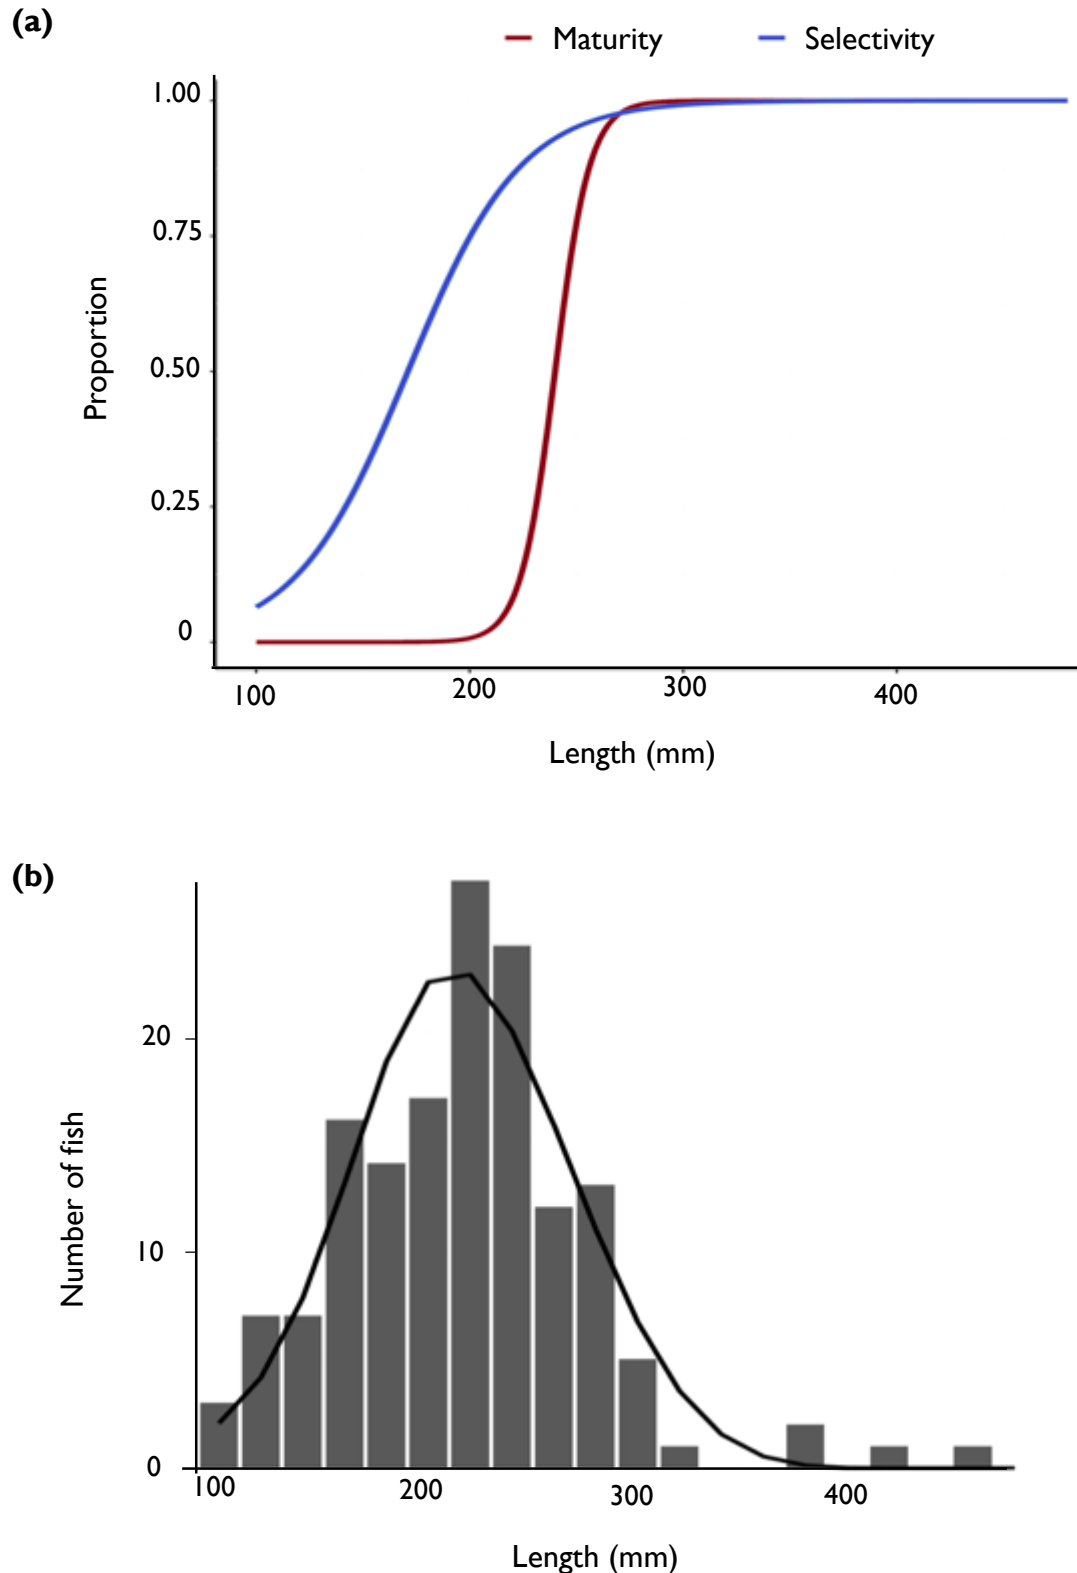 (a)
Maturity Selectivity
1.00
0.75
0.50
0.25
0
Proportion
100 200 300 400
Length (mm)
(b)
20
10
0
Number of fish
100 200 300 400
Length (mm)